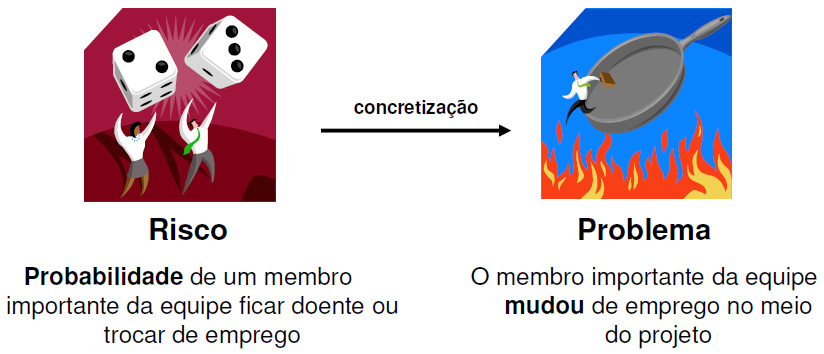 concretização
Risco
Probabilidade de um membro
importante da equipe ficar doente ou
trocar de emprego
Problema
O membro importante da equipe
mudou de emprego no meio
do projeto